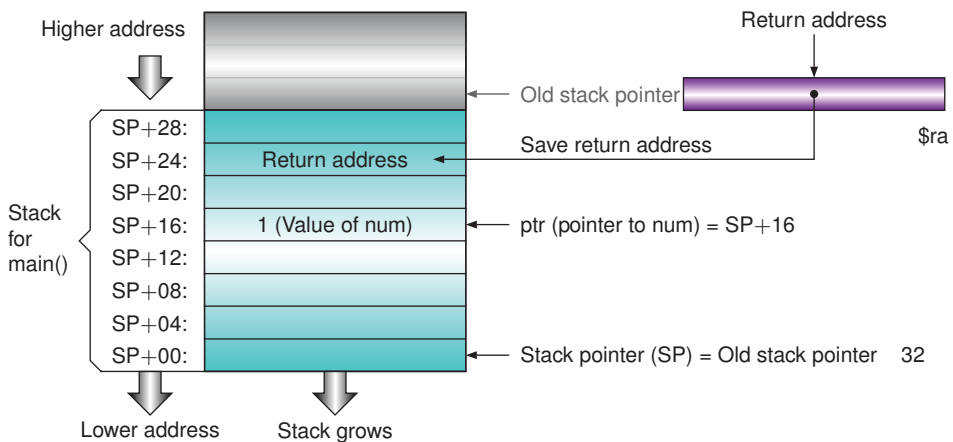 Higher address
Return address
Old stack pointer
$ra
SP+28:
SP+24:
Return address
Save return address
SP+20:
SP+16:
1 (Value of num)
ptr (pointer to num) = SP+16
Stack
for
main()
SP+12:
SP+08:
SP+04:
SP+00:
Stack pointer (SP) = Old stack pointer 32
Lower address
Stack grows